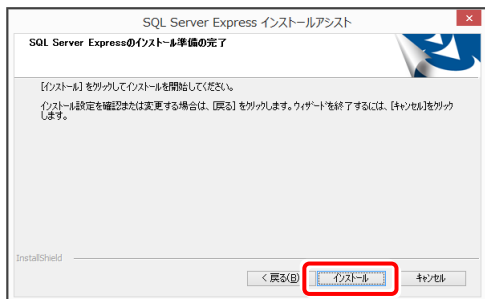 SQL Server Express インストールアシスト
SQL Server Expressのインストール準備の完了
[インストール] をクリックしてインストールを開始してください。
インストール設定を確認または変更する場合は、[戻る] をクリックします。ウィザードを終了するには、[キャンセル]をクリック
します。
InstallShield
< 戻る(B)
インストール
キャンセル